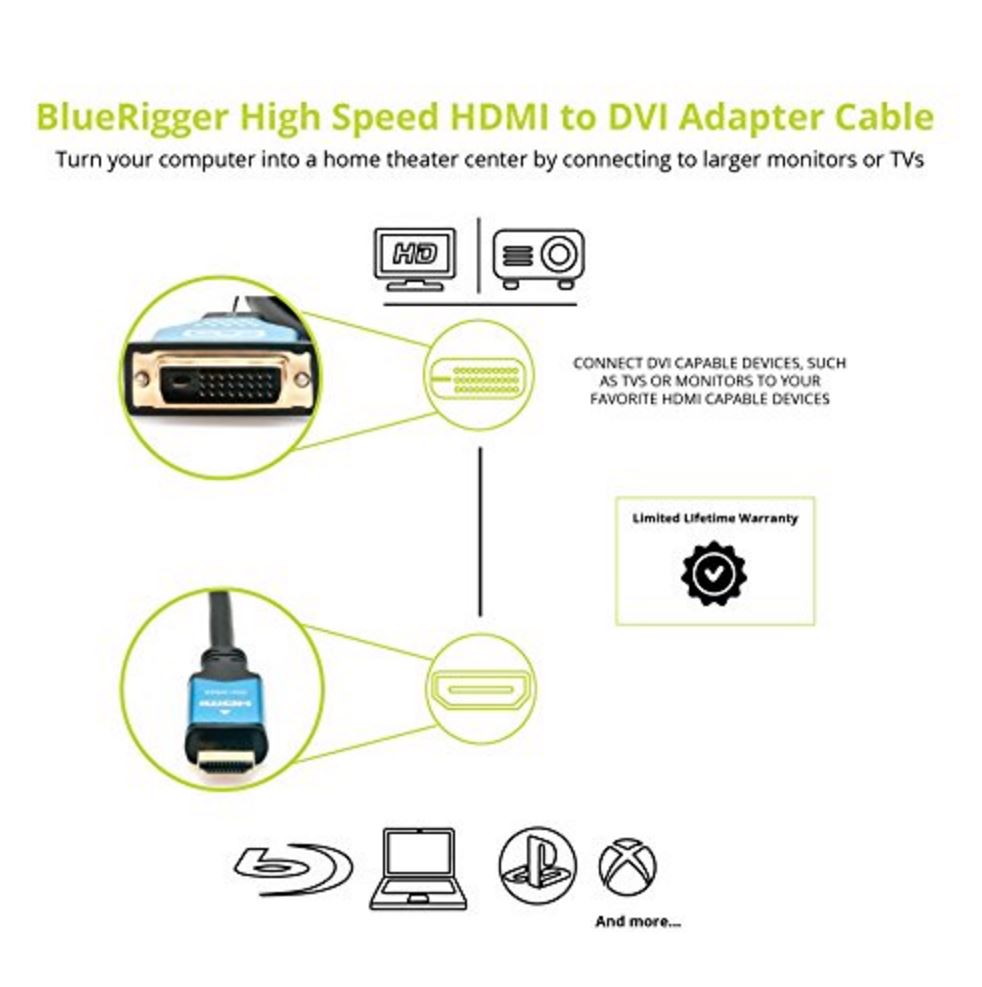 BlueRigger High Speed HDMI to DVI Adapter Cable
Turn your computer into a home theater center by connecting to larger monitors or TVs
HD
CONNECT DVI CAPABLE DEVICES, SUCH
AS TVS OR MONITORS TO YOUR
FAVORITE HDMI CAPABLE DEVICES
Limited Lifetime Warranty
HDMI
And more...